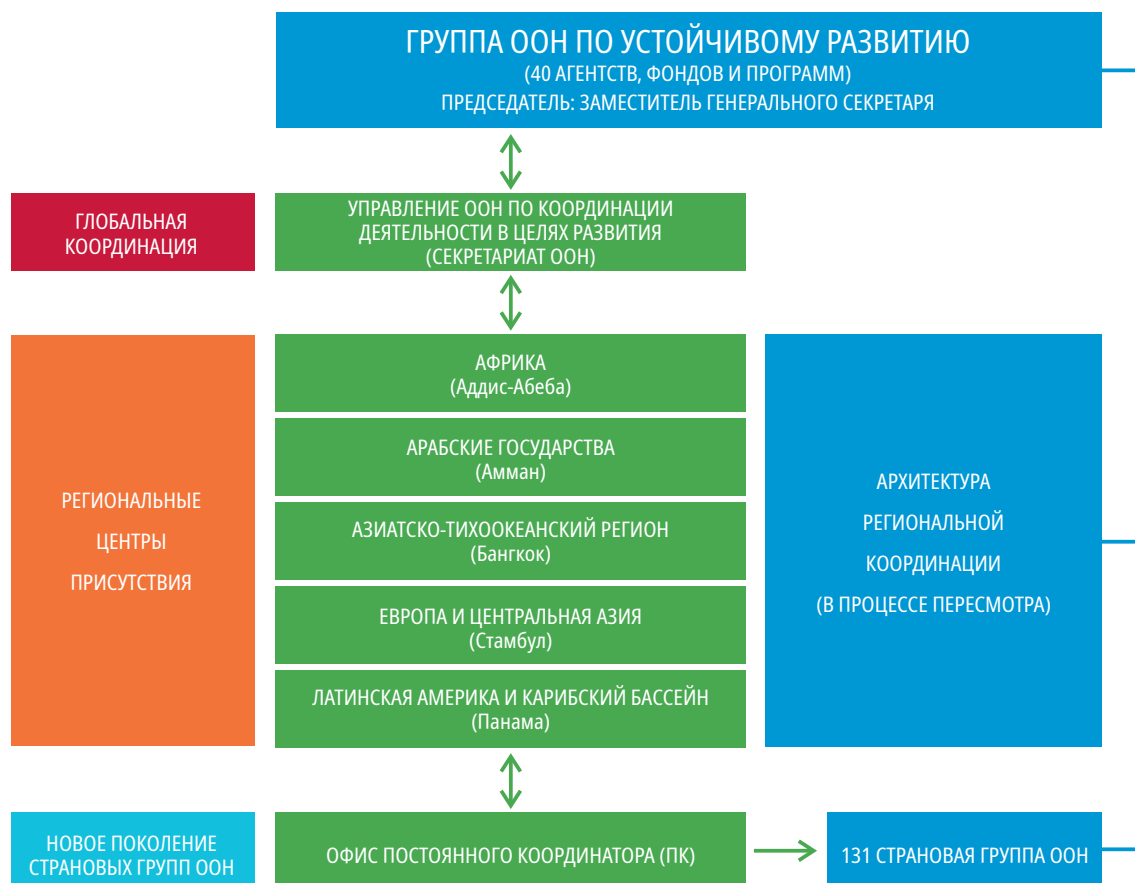 ГРУППА ООН ПО УСТОЙЧИВОМУ РАЗВИТИЮ
(40 АГЕНТСТВ, ФОНДОВ И ПРОГРАММ)
ПРЕДСЕДАТЕЛЬ: ЗАМЕСТИТЕЛЬ ГЕНЕРАЛЬНОГО СЕКРЕТАРЯ
ГЛОБАЛЬНАЯ
КООРДИНАЦИЯ
УПРАВЛЕНИЕ ООН ПО КООРДИНАЦИИ
ДЕЯТЕЛЬНОСТИ В ЦЕЛЯХ РАЗВИТИЯ
(СЕКРЕТАРИАТ ООН)
РЕГИОНАЛЬНЫЕ
ЦЕНТРЫ
ПРИСУТСТВИЯ
АФРИКА
(Аддис-Абеба)
АРАБСКИЕ ГОСУДАРСТВА
(Амман)
АЗИАТСКО-ТИХООКЕАНСКИЙ РЕГИОН
(Бангкок)
ЕВРОПА И ЦЕНТРАЛЬНАЯ АЗИЯ
(Стамбул)
ЛАТИНСКАЯ АМЕРИКА И КАРИБСКИЙ БАССЕЙН
(Панама)
АРХИТЕКТУРА
РЕГИОНАЛЬНОЙ
КООРДИНАЦИИ
(В ПРОЦЕССЕ ПЕРЕСМОТРА)
НОВОЕ ПОКОЛЕНИЕ
СТРАНОВЫХ ГРУПП ООН
ОФИС ПОСТОЯННОГО КООРДИНАТОРА (ПК)
131 СТРАНОВАЯ ГРУППА ООН